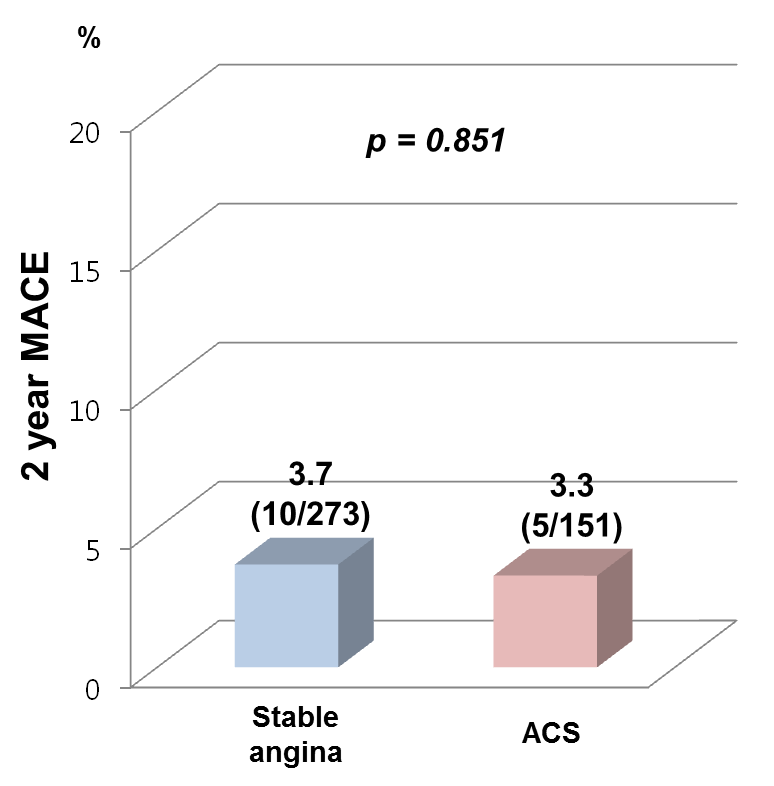 %
20
p = 0.851
15
2 year MACE
10
3.7
(10/273)
3.3
(5/151)
5
0
Stable
angina
ACS